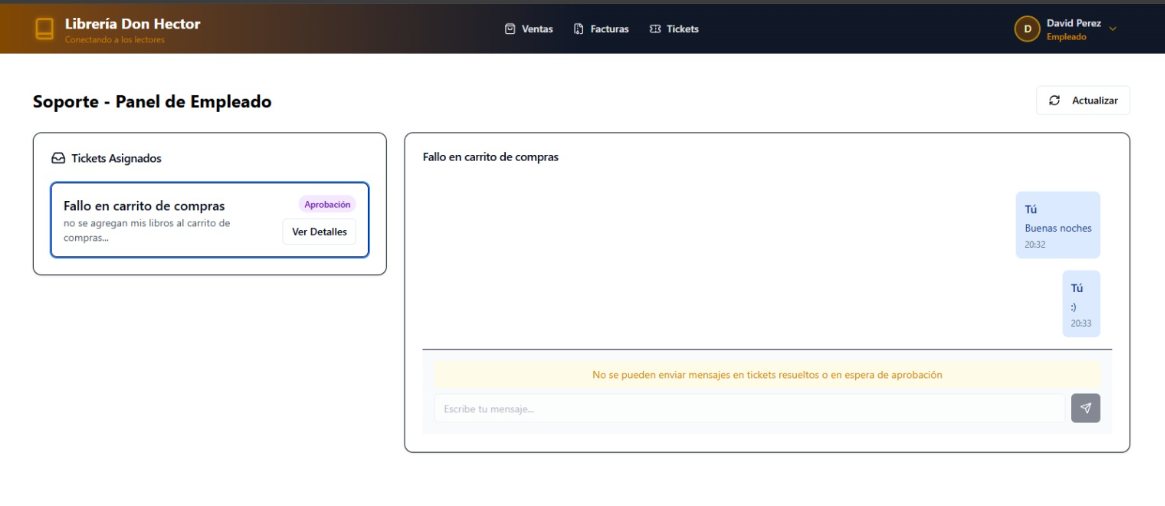 Librería Don Hector
Conectando a los lectores
Ventas
Facturas
Tickets
D
David Perez
Empleado
Soporte - Panel de Empleado
Actualizar
Tickets Asignados
Fallo en carrito de compras
Aprobación
no se agregan mis libros al carrito de
compras...
Ver Detalles
Fallo en carrito de compras
Tú
Buenas noches
20:32
Tú
:)
20:33
No se pueden enviar mensajes en tickets resueltos o en espera de aprobación
Escribe tu mensaje...